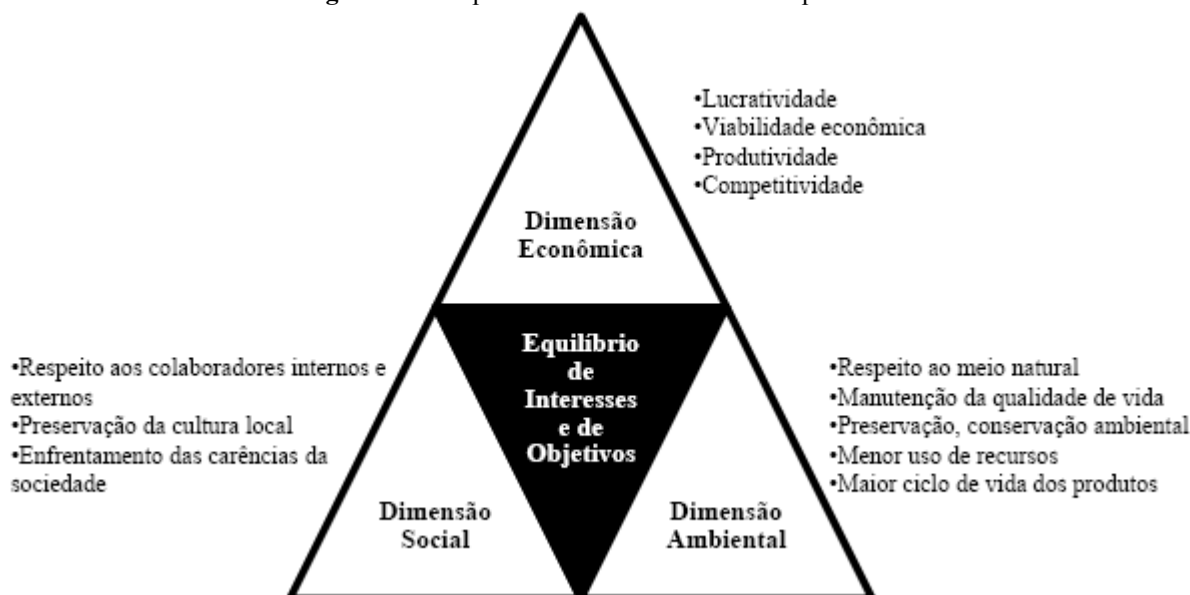 •Lucratividade
•Viabilidade econômica
•Produtividade
•Competitividade
Dimensão
Econômica
Equilíbrio
de
Interesses
e de
Objetivos
•Respeito aos colaboradores internos e
externos
•Preservação da cultura local
•Enfrentamento das carências da
sociedade
•Respeito ao meio natural
•Manutenção da qualidade de vida
•Preservação, conservação ambiental
•Menor uso de recursos
•Maior ciclo de vida dos produtos
Dimensão
Social
Dimensão
Ambiental